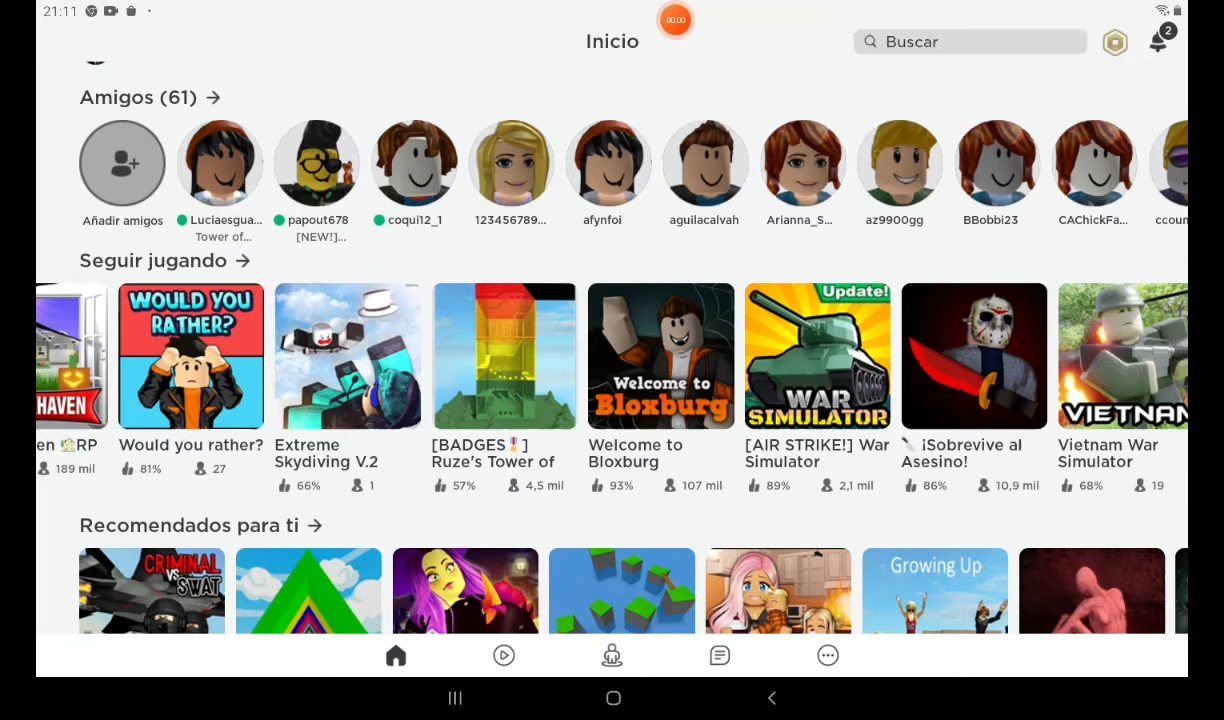 21:11
00:00
Inicio
Buscar
2
Amigos (61) →
Añadir amigos
Luciaesgua...
Tower of...
papout678
[NEW!]...
coqui12_1
123456789...
afynfoi
aguilacalvah
Arianna_S...
az9900gg
BBobbi23
CAChickFa...
ccoun
Seguir jugando →
HAVEN
WOULD YOU
RATHER?
Welcome to
Bloxburg
Update!
WAR
SIMULATOR
VIETNAM
en 🏡RP
189 mil
Would you rather?
81% 27
Extreme
Skydiving V.2
66% 1
[BADGES🎖️]
Ruze's Tower of
57% 4,5 mil
Welcome to
Bloxburg
93% 107 mil
[AIR STRIKE!] War
Simulator
89% 2,1 mil
🔪 ¡Sobrevive al
Asesino!
86% 10,9 mil
Vietnam War
Simulator
68% 19
Recomendados para ti →
CRIMINAL
VS
SWAT
Growing Up